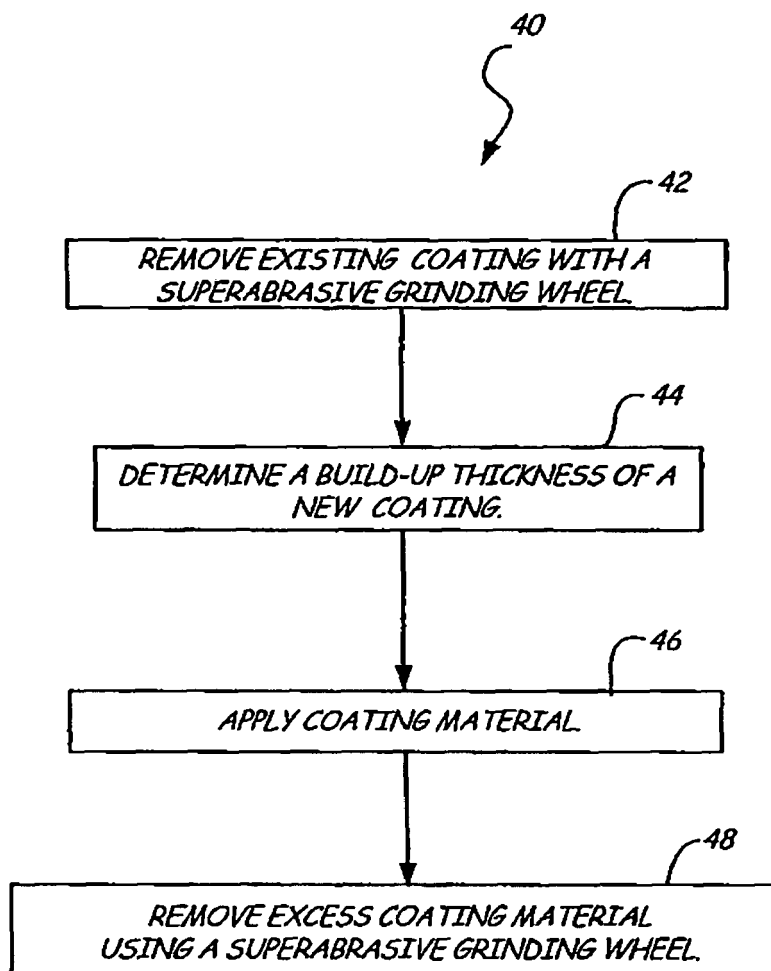 40
42
REMOVE EXISTING COATING WITH A
SUPERABRASIVE GRINDING WHEEL.
44
DETERMINE A BUILD-UP THICKNESS OF A
NEW COATING.
46
APPLY COATING MATERIAL
48
REMOVE EXCESS COATING MATERIAL
USING A SUPERABRASIVE GRINDING WHEEL.